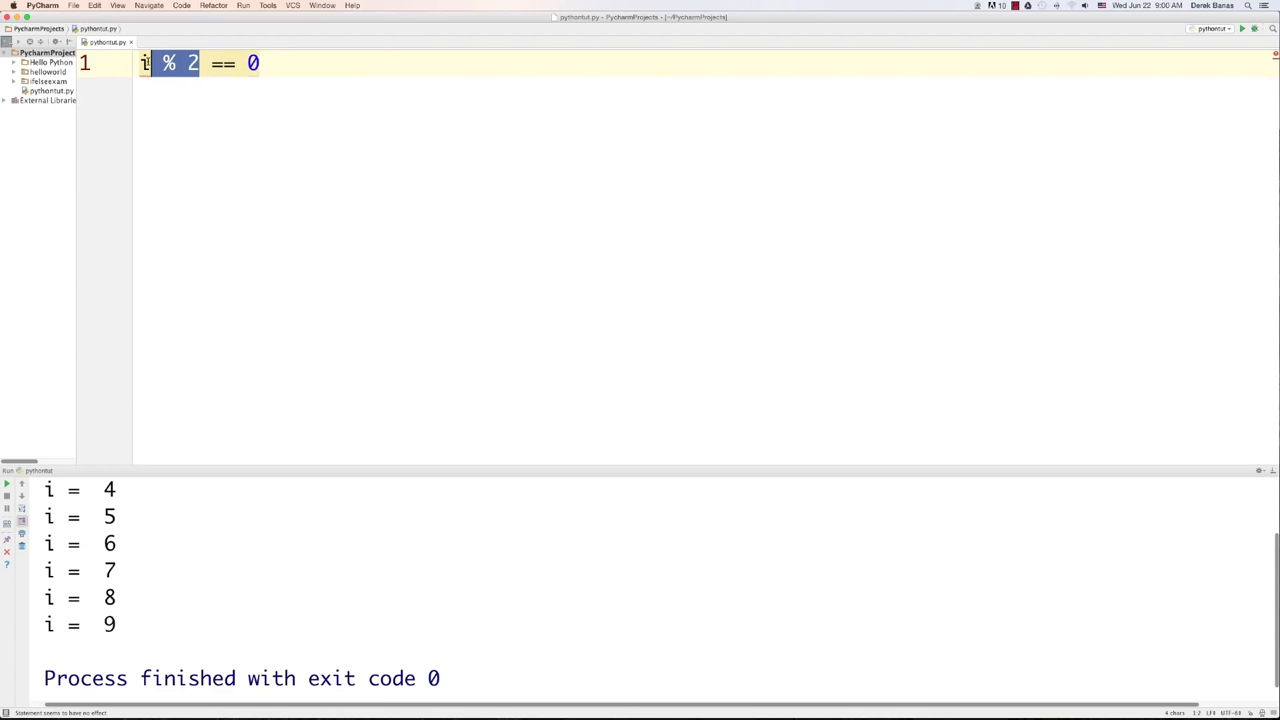 PyCharm File Edit View Navigate Code Refactor Run Tools VCS Window Help 10 Wed Jun 22 9:00 AM Derek Banas
pythontut.py - PycharmProjects - [~/PycharmProjects]
PycharmProjects pythontut.py pythontut
pythontut.py ×
PycharmProject
Hello Python
helloworld
ifelseexam
pythontut.py
External Librarie
1 i % 2 == 0
Run pythontut
i = 4
i = 5
i = 6
i = 7
i = 8
i = 9
Process finished with exit code 0
Statement seems to have no effect 4 chars 1:2 LF÷ UTF-8÷